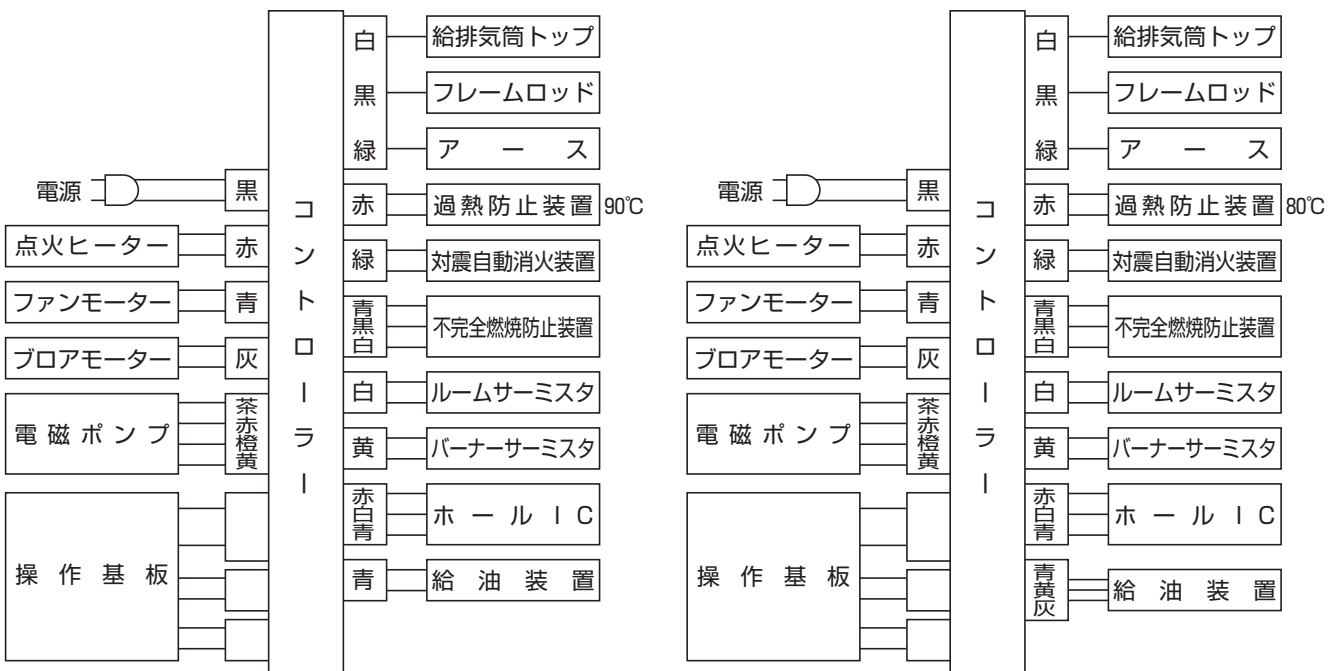 白 給排気筒トップ
黒 フレームロッド
緑 アース
電源 黒
赤 過熱防止装置 90℃
点火ヒーター 赤
緑 対震自動消火装置
ファンモーター 青
青黒白 不完全燃焼防止装置
ブロアモーター 灰
白 ルームサーミスタ
電磁ポンプ 茶赤橙黄
黄 バーナーサーミスタ
赤白青 ホールIC
操作基板
青 給油装置
コントローラー
白 給排気筒トップ
黒 フレームロッド
緑 アース
電源 黒
赤 過熱防止装置 80℃
点火ヒーター 赤
緑 対震自動消火装置
ファンモーター 青
青黒白 不完全燃焼防止装置
ブロアモーター 灰
白 ルームサーミスタ
電磁ポンプ 茶赤橙黄
黄 バーナーサーミスタ
赤白青 ホールIC
操作基板
青黄灰 給油装置
コントローラー